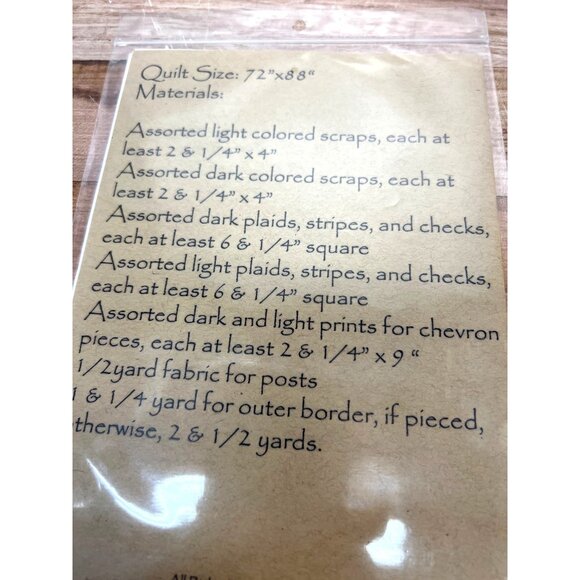 Quilt Size: 72"x88"
Materials:
Assorted light colored scraps, each at
least 2 & 1/4" x 4"
Assorted dark colored scraps, each at
least 2 & 1/4" x 4"
Assorted dark plaids, stripes, and checks,
each at least 6 & 1/4" square
Assorted light plaids, stripes, and checks,
each at least 6 & 1/4" square
Assorted dark and light prints for chevron
pieces, each at least 2 & 1/4" x 9 "
1/2yard fabric for posts
1 & 1/4 yard for outer border, if pieced,
therwise, 2 & 1/2 yards.
All